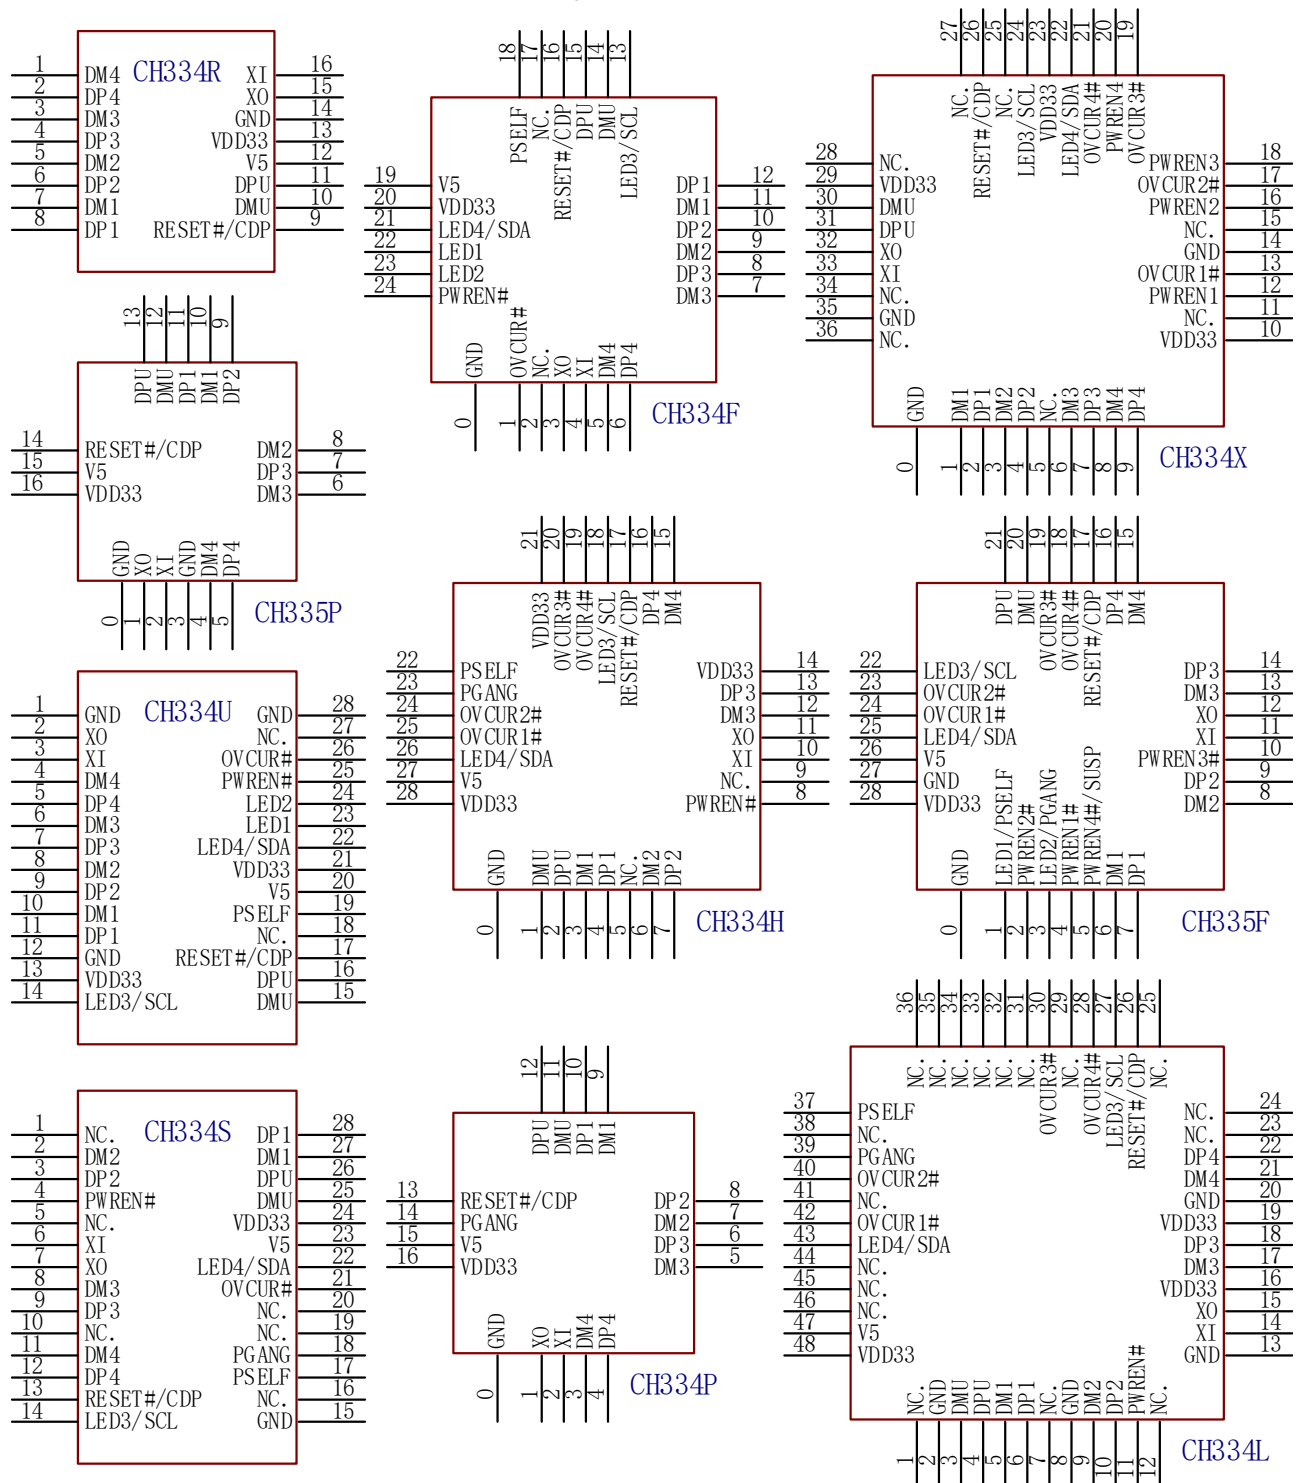 CH334R
1 DM4 XI 16
2 DP4 XO 15
3 DM3 GND 14
4 DP3 VDD33 13
5 DM2 V5 12
6 DP2 DPU 11
7 DM1 DMU 10
8 DP1 RESET#/CDP 9
18 17 16 15 14 13
PSELF NC. RESET#/CDP DPU DMU LED3/SCL
19 V5 DP1 12
20 VDD33 DM1 11
21 LED4/SDA DP2 10
22 LED1 DM2 9
23 LED2 DP3 8
24 PWREN# DM3 7
GND OVCUR# NC. XO XI DM4 DP4
0 1 2 3 4 5 6
CH334F
27 26 25 24 23 22 21 20 19
NC. RESET#/CDP NC. LED3/SCL VDD33 LED4/SDA OVCUR4# PWREN4 OVCUR3#
28 NC. PWREN3 18
29 VDD33 OVCUR2# 17
30 DMU PWREN2 16
31 DPU NC. 15
32 XO GND 14
33 XI OVCUR1# 13
34 NC. PWREN1 12
35 GND NC. 11
36 NC. VDD33 10
GND DM1 DP1 DM2 DP2 NC. DM3 DP3 DM4 DP4
0 1 2 3 4 5 6 7 8 9
CH334X
13 12 11 10 9
DPU DMU DP1 DM1 DP2
14 RESET#/CDP DM2 8
15 V5 DP3 7
16 VDD33 DM3 6
GND XO XI GND DM4 DP4
0 1 2 3 4 5
CH335P
21 20 19 18 17 16 15
VDD33 OVCUR3# OVCUR4# LED3/SCL RESET#/CDP DP4 DM4
22 PSELF VDD33 14
23 PGANG DP3 13
24 OVCUR2# DM3 12
25 OVCUR1# XO 11
26 LED4/SDA XI 10
27 V5 NC. 9
28 VDD33 PWREN# 8
GND DMU DPU DM1 DP1 NC. DM2 DP2
0 1 2 3 4 5 6 7
CH334H
21 20 19 18 17 16 15
DPU DMU OVCUR3# OVCUR4# RESET#/CDP DP4 DM4
22 LED3/SCL DP3 14
23 OVCUR2# DM3 13
24 OVCUR1# XO 12
25 LED4/SDA XI 11
26 V5 PWREN3# 10
27 GND DP2 9
28 VDD33 DM2 8
GND LED1/PSELF PWREN2# LED2/PGANG PWREN1# PWREN4#/SUSP DM1 DP1
0 1 2 3 4 5 6 7
CH335F
CH334U
1 GND GND 28
2 XO NC. 27
3 XI OVCUR# 26
4 DM4 PWREN# 25
5 DP4 LED2 24
6 DM3 LED1 23
7 DP3 LED4/SDA 22
8 DM2 VDD33 21
9 DP2 V5 20
10 DM1 PSELF 19
11 DP1 NC. 18
12 GND RESET#/CDP 17
13 VDD33 DPU 16
14 LED3/SCL DMU 15
CH334S
1 NC. DP1 28
2 DM2 DM1 27
3 DP2 DPU 26
4 PWREN# DMU 25
5 NC. VDD33 24
6 XI V5 23
7 XO LED4/SDA 22
8 DM3 OVCUR# 21
9 DP3 NC. 20
10 NC. NC. 19
11 DM4 PGANG 18
12 DP4 PSELF 17
13 RESET#/CDP NC. 16
14 LED3/SCL GND 15
12 11 10 9
DPU DMU DP1 DM1
13 RESET#/CDP DP2 8
14 PGANG DM2 7
15 V5 DP3 6
16 VDD33 DM3 5
GND XO XI DM4 DP4
0 1 2 3 4
CH334P
36 35 34 33 32 31 30 29 28 27 26 25
NC. NC. NC. NC. NC. NC. OVCUR3# NC. OVCUR4# LED3/SCL RESET#/CDP NC.
37 PSELF NC. 24
38 NC. NC. 23
39 PGANG DP4 22
40 OVCUR2# DM4 21
41 NC. GND 20
42 OVCUR1# VDD33 19
43 LED4/SDA DP3 18
44 NC. DM3 17
45 NC. VDD33 16
46 NC. XO 15
47 V5 XI 14
48 VDD33 GND 13
NC. GND DMU DPU DM1 DP1 NC. GND DM2 DP2 PWREN# NC.
1 2 3 4 5 6 7 8 9 10 11 12
CH334L